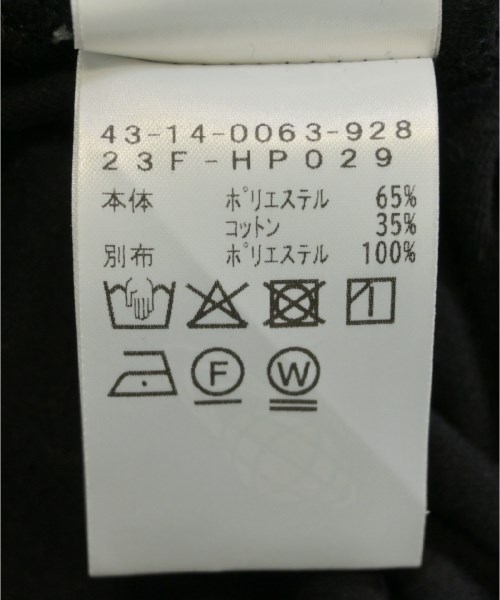 43-14-0063-928
23F-HP029
本体 ポリエステル 65%
コットン 35%
別布 ポリエステル 100%
F W